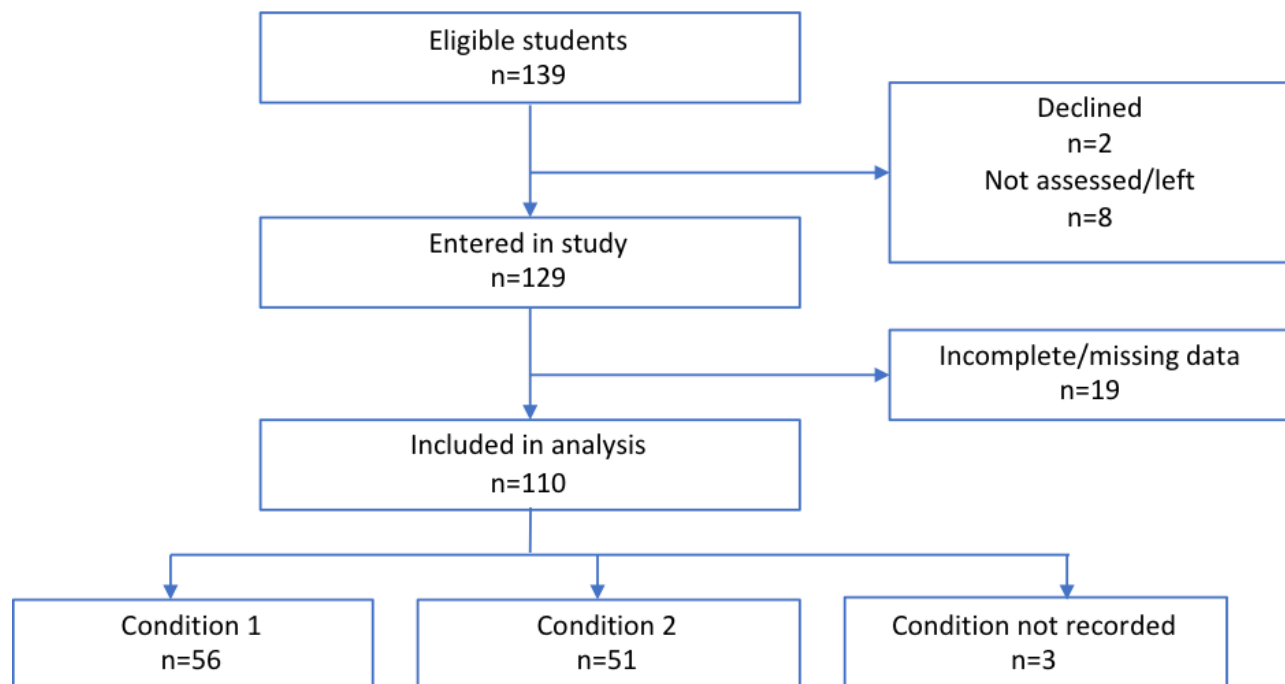 Eligible students
n=139
Declined
n=2
Not assessed/left
n=8
Entered in study
n=129
Incomplete/missing data
n=19
Included in analysis
n=110
Condition 1
n=56
Condition 2
n=51
Condition not recorded
n=3